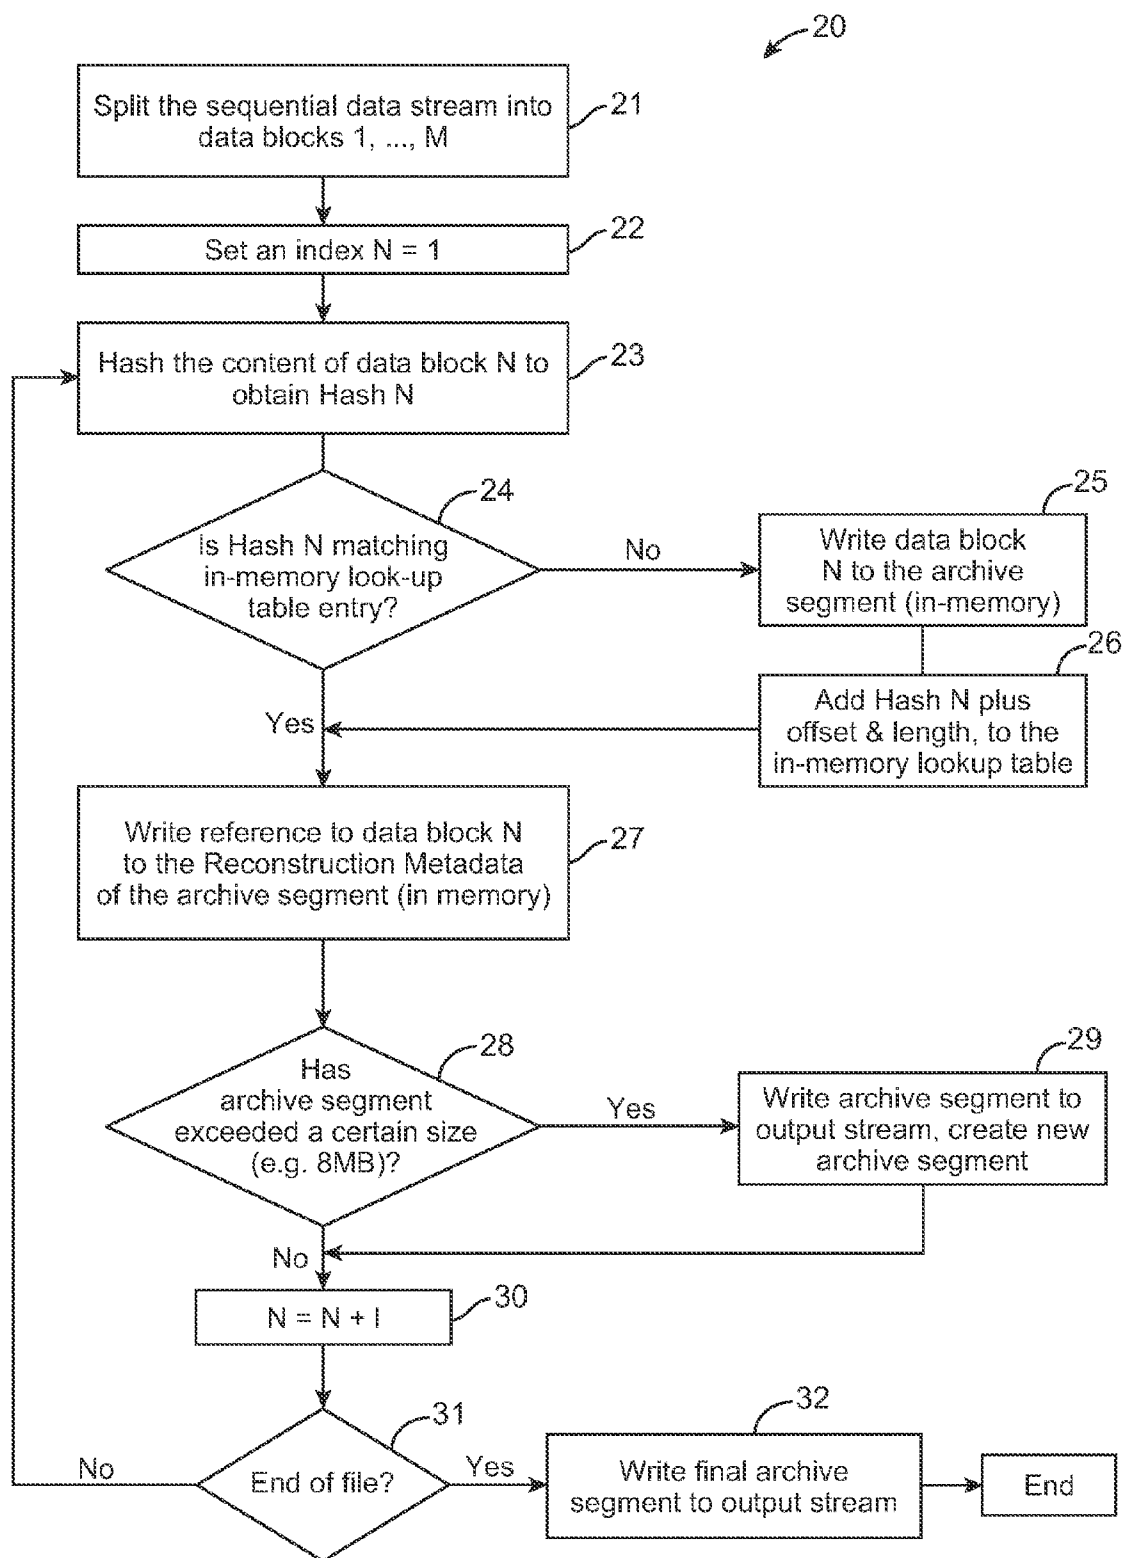 20
Split the sequential data stream into
data blocks 1, ..., M
21
Set an index N = 1
22
Hash the content of data block N to
obtain Hash N
23
Is Hash N matching
in-memory look-up
table entry?
24
No
Write data block
N to the archive
segment (in-memory)
25
Add Hash N plus
offset & length, to the
in-memory lookup table
26
Yes
Write reference to data block N
to the Reconstruction Metadata
of the archive segment (in memory)
27
Has
archive segment
exceeded a certain size
(e.g. 8MB)?
28
Yes
Write archive segment to
output stream, create new
archive segment
29
No
N = N + I
30
End of file?
31
No
Yes
Write final archive
segment to output stream
32
End